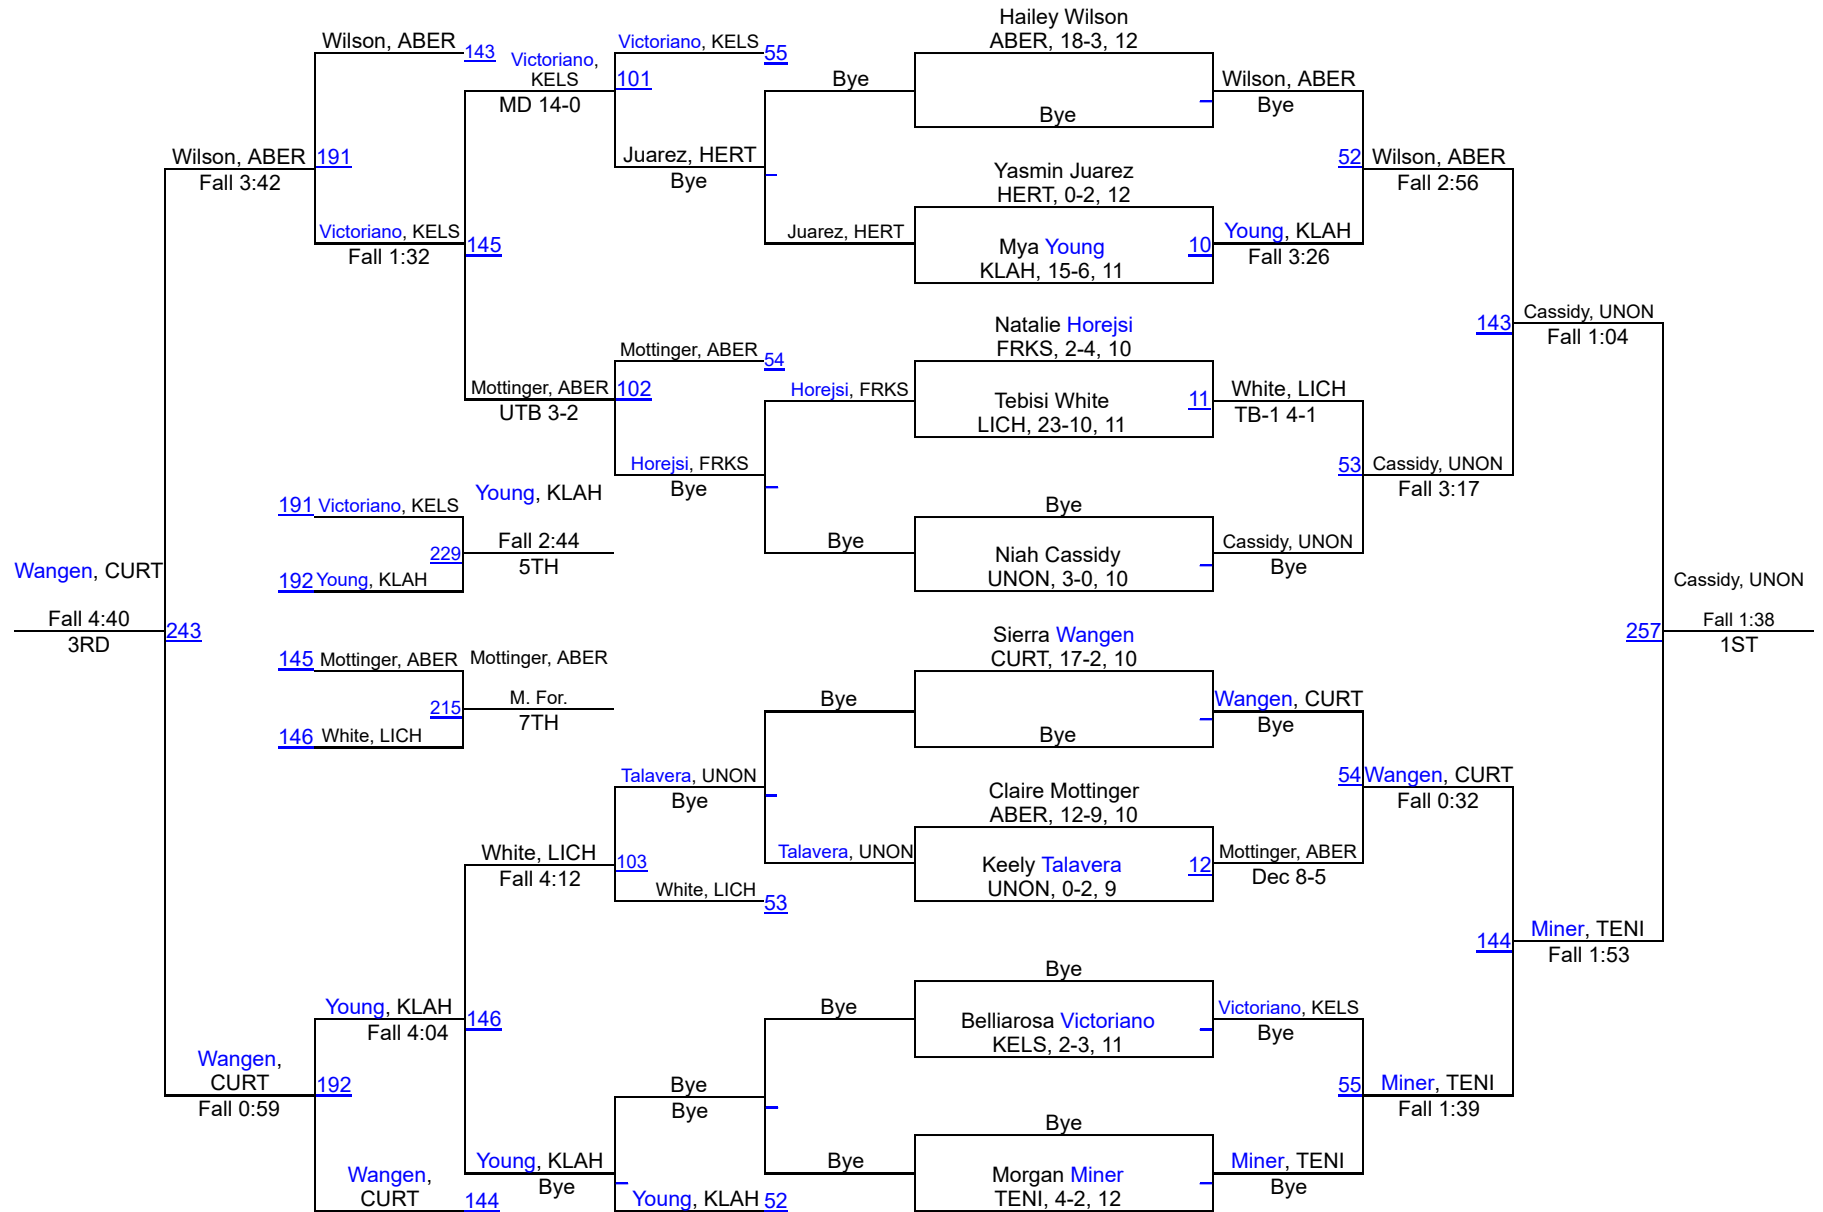 Hailey Wilson
ABER, 18-3, 12
Wilson, ABER
143
Victoriano,
KELS
MD 14-0
Victoriano, KELS
55
101
Bye
Bye
Wilson, ABER
Bye
Juarez, HERT
Bye
Wilson, ABER
Fall 3:42
191
Yasmin Juarez
HERT, 0-2, 12
52
Wilson, ABER
Fall 2:56
Victoriano, KELS
Fall 1:32
145
Juarez, HERT
Mya Young
KLAH, 15-6, 11
10
Young, KLAH
Fall 3:26
Natalie Horejsi
FRKS, 2-4, 10
143
Cassidy, UNON
Fall 1:04
Mottinger, ABER
54
Mottinger, ABER
UTB 3-2
102
Horejsi, FRKS
Tebisi White
LICH, 23-10, 11
11
White, LICH
TB-1 4-1
Horejsi, FRKS
Bye
53
Cassidy, UNON
Fall 3:17
191
Victoriano, KELS
Young, KLAH
Fall 2:44
5TH
229
192
Young, KLAH
Bye
Bye
Niah Cassidy
UNON, 3-0, 10
Cassidy, UNON
Bye
Wangen, CURT
Fall 4:40
3RD
243
Cassidy, UNON
Fall 1:38
1ST
257
Sierra Wangen
CURT, 17-2, 10
145
Mottinger, ABER
Mottinger, ABER
M. For.
7TH
215
146
White, LICH
Bye
Bye
Wangen, CURT
Bye
Talavera, UNON
Bye
Claire Mottinger
ABER, 12-9, 10
54
Wangen, CURT
Fall 0:32
White, LICH
Fall 4:12
103
Talavera, UNON
Keely Talavera
UNON, 0-2, 9
12
Mottinger, ABER
Dec 8-5
White, LICH
53
144
Miner, TENI
Fall 1:53
Bye
Young, KLAH
Fall 4:04
146
Bye
Belliarosa Victoriano
KELS, 2-3, 11
Victoriano, KELS
Bye
Wangen,
CURT
Fall 0:59
192
Bye
Bye
55
Miner, TENI
Fall 1:39
Bye
Wangen,
CURT
144
Young, KLAH
Bye
Young, KLAH
52
Bye
Morgan Miner
TENI, 4-2, 12
Miner, TENI
Bye